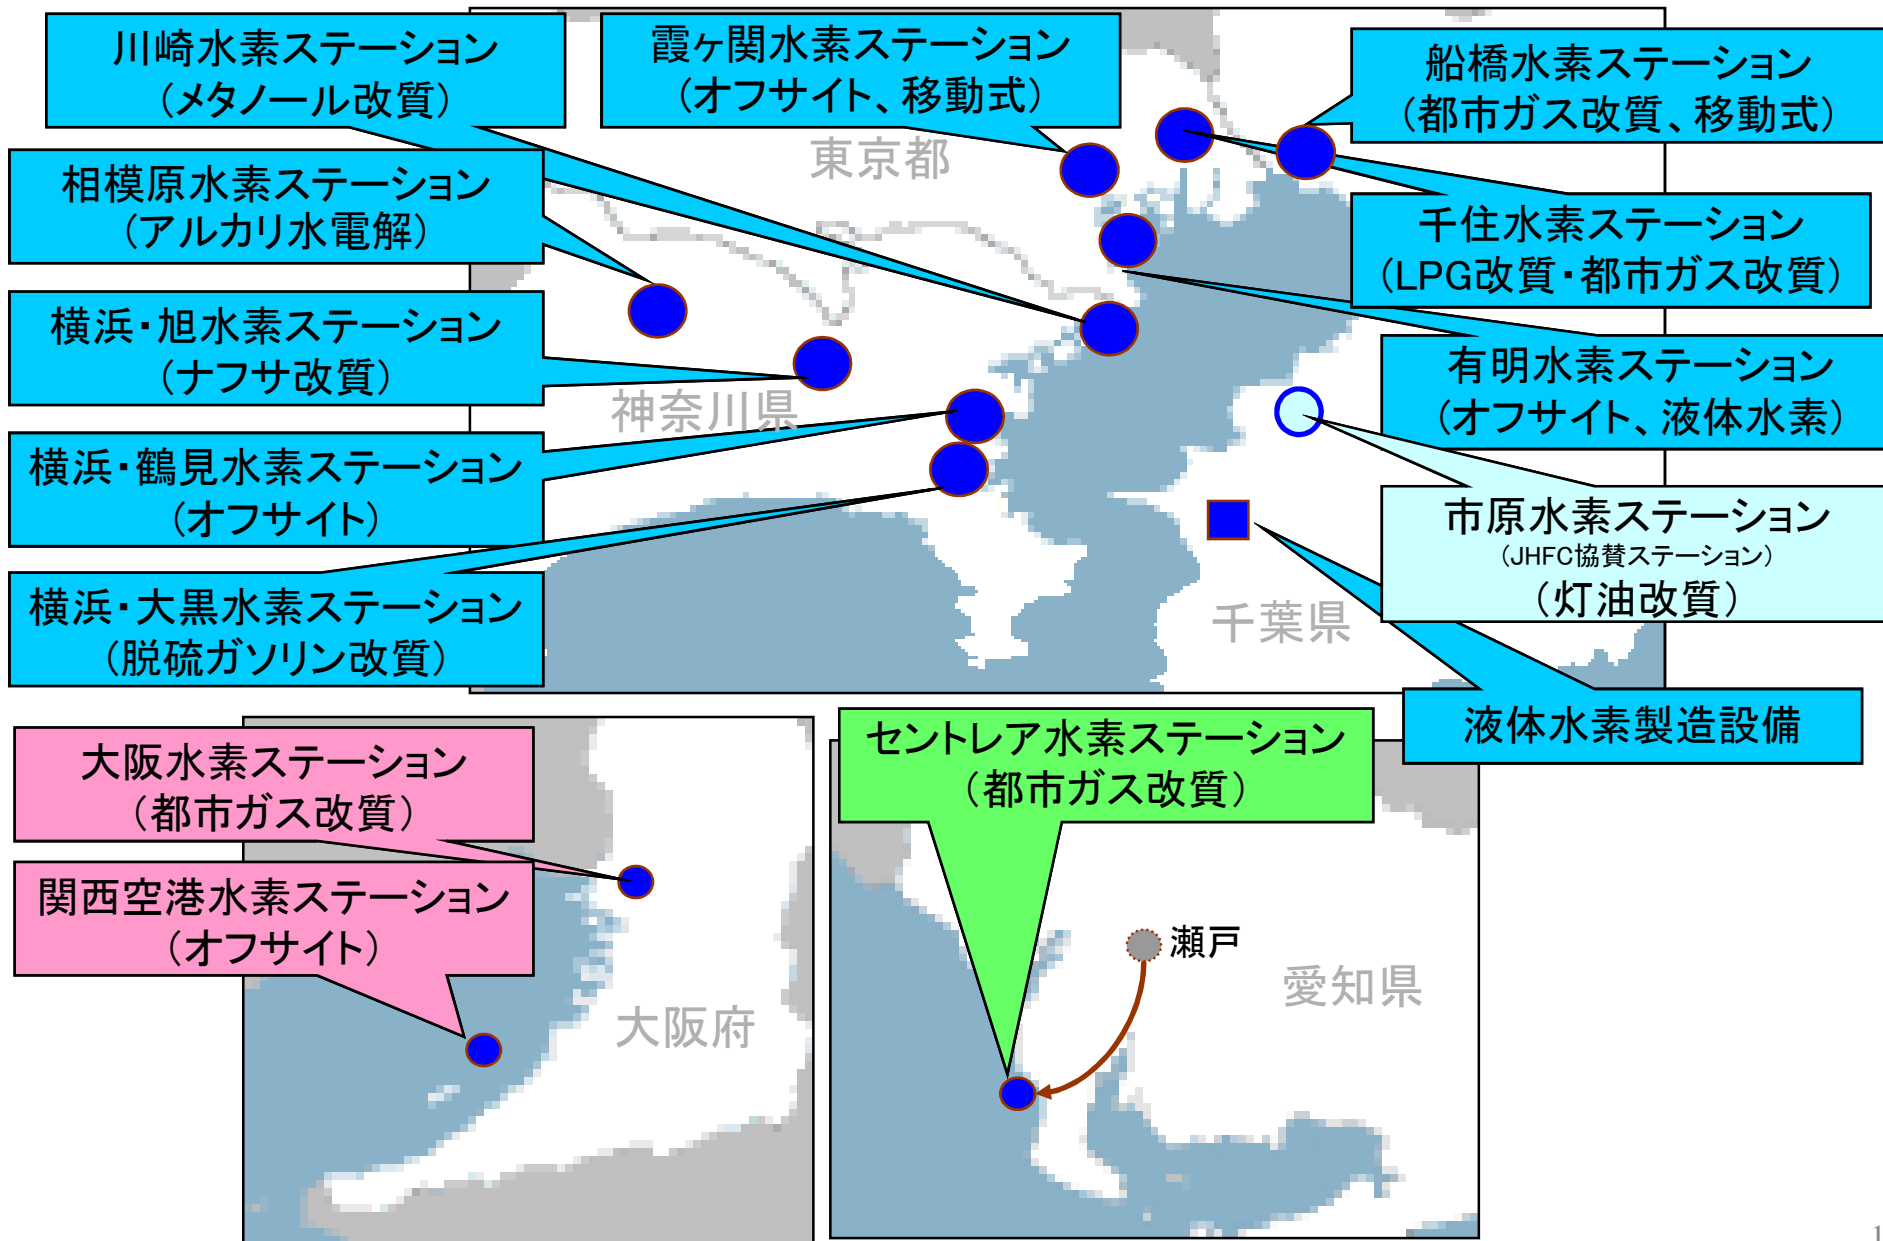 川崎水素ステーション
(メタノール改質)
霞ヶ関水素ステーション
(オフサイト、移動式)
船橋水素ステーション
(都市ガス改質、移動式)
東京都
相模原水素ステーション
(アルカリ水電解)
千住水素ステーション
(LPG改質・都市ガス改質)
横浜・旭水素ステーション
(ナフサ改質)
有明水素ステーション
(オフサイト、液体水素)
神奈川県
横浜・鶴見水素ステーション
(オフサイト)
市原水素ステーション
(JHFC協賛ステーション)
(灯油改質)
横浜・大黒水素ステーション
(脱硫ガソリン改質)
千葉県
液体水素製造設備
大阪水素ステーション
(都市ガス改質)
関西空港水素ステーション
(オフサイト)
大阪府
セントレア水素ステーション
(都市ガス改質)
瀬戸
愛知県
1